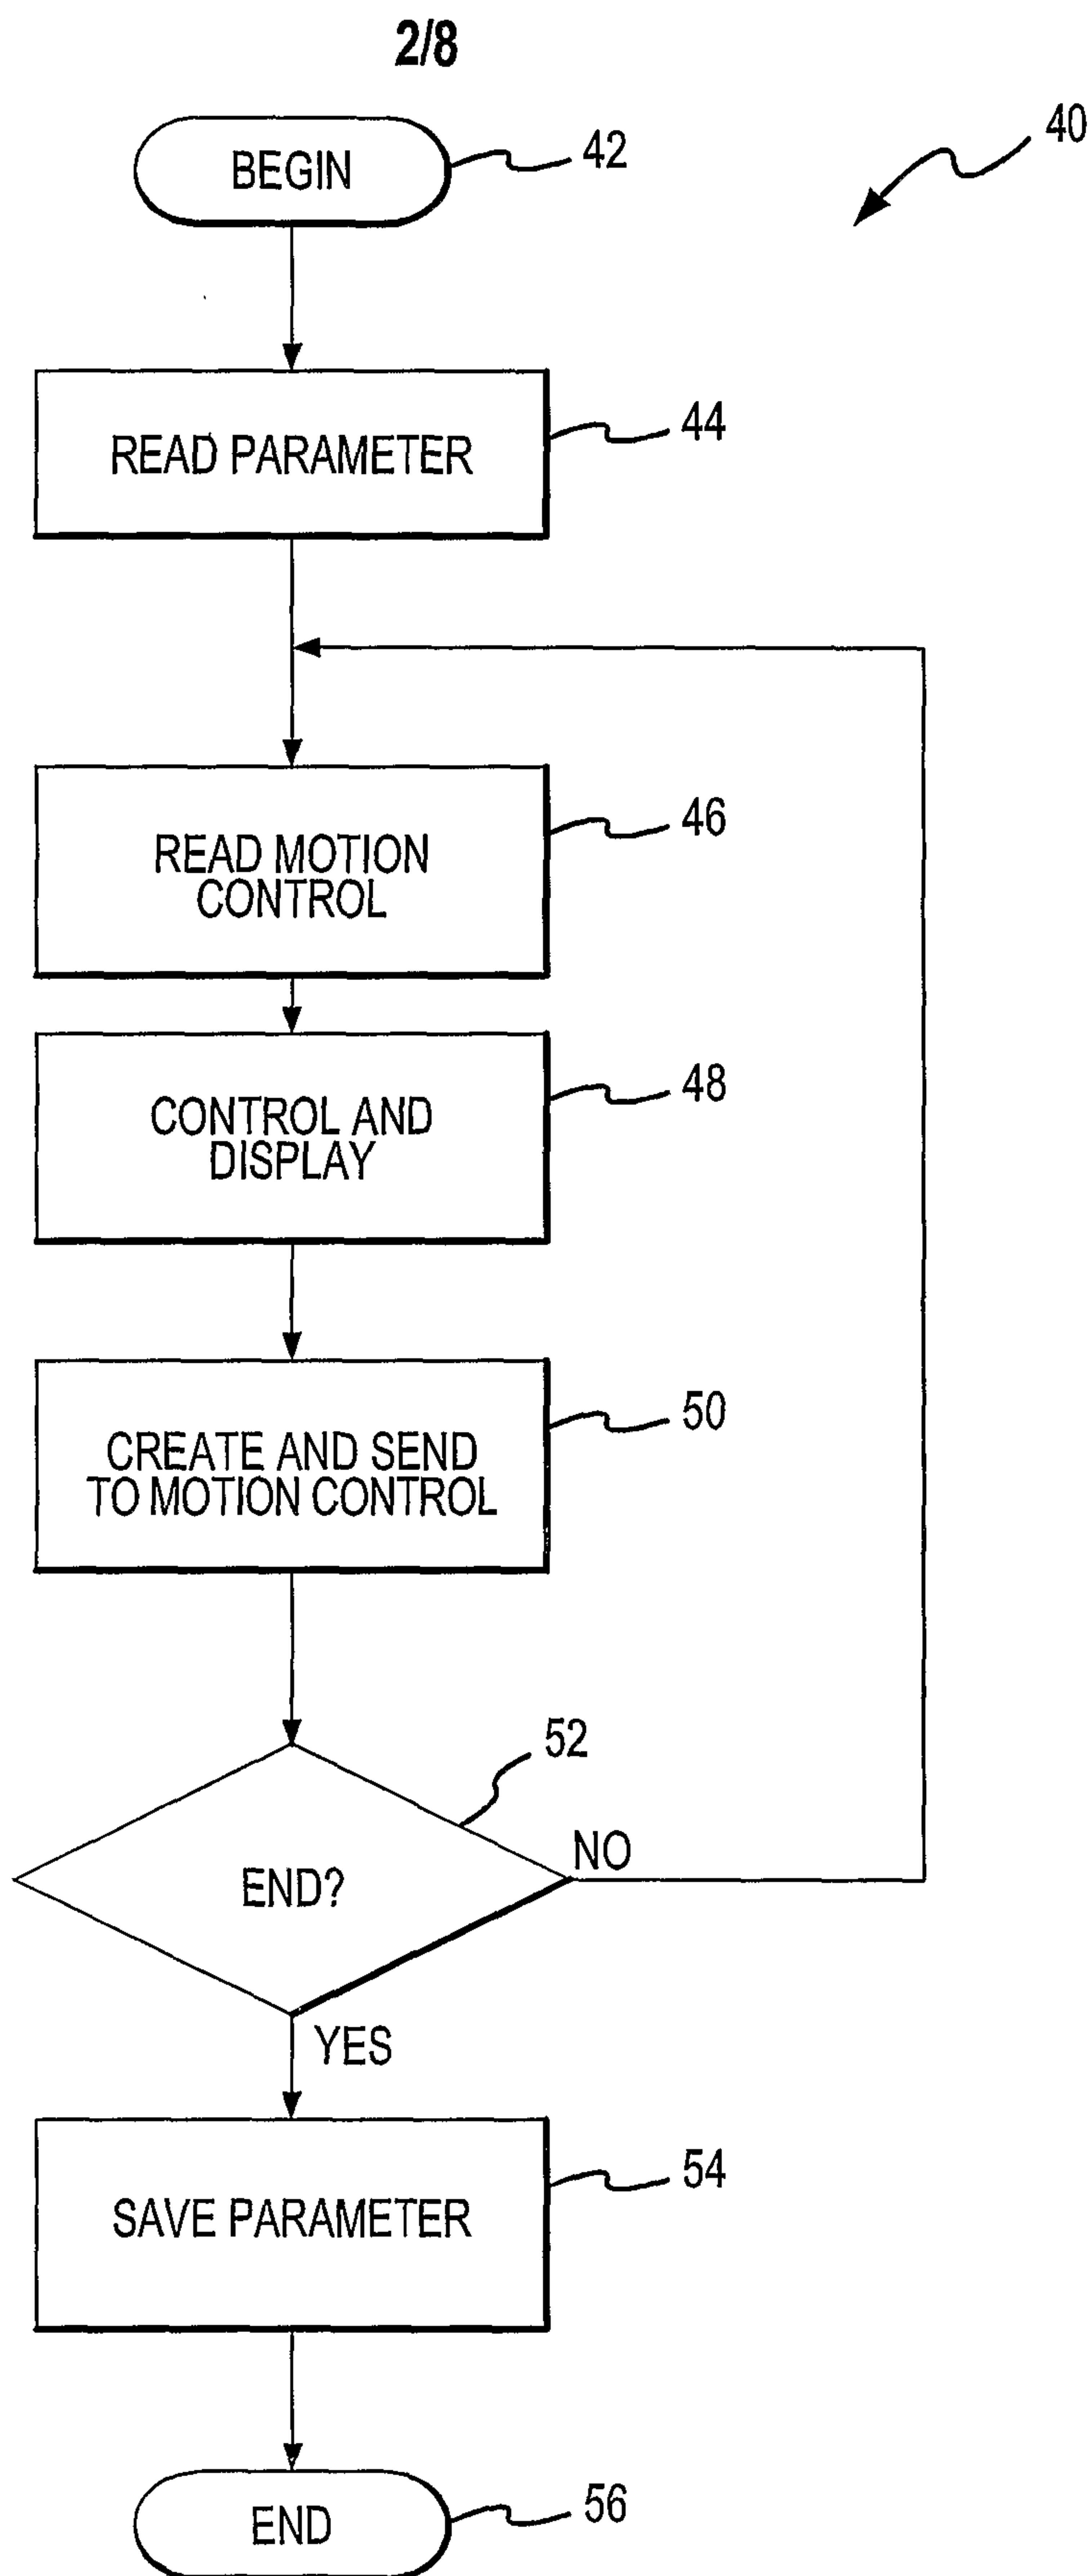 2/8
40
BEGIN
42
READ PARAMETER
44
READ MOTION
CONTROL
46
CONTROL AND
DISPLAY
48
CREATE AND SEND
TO MOTION CONTROL
50
52
END?
NO
YES
SAVE PARAMETER
54
END
56